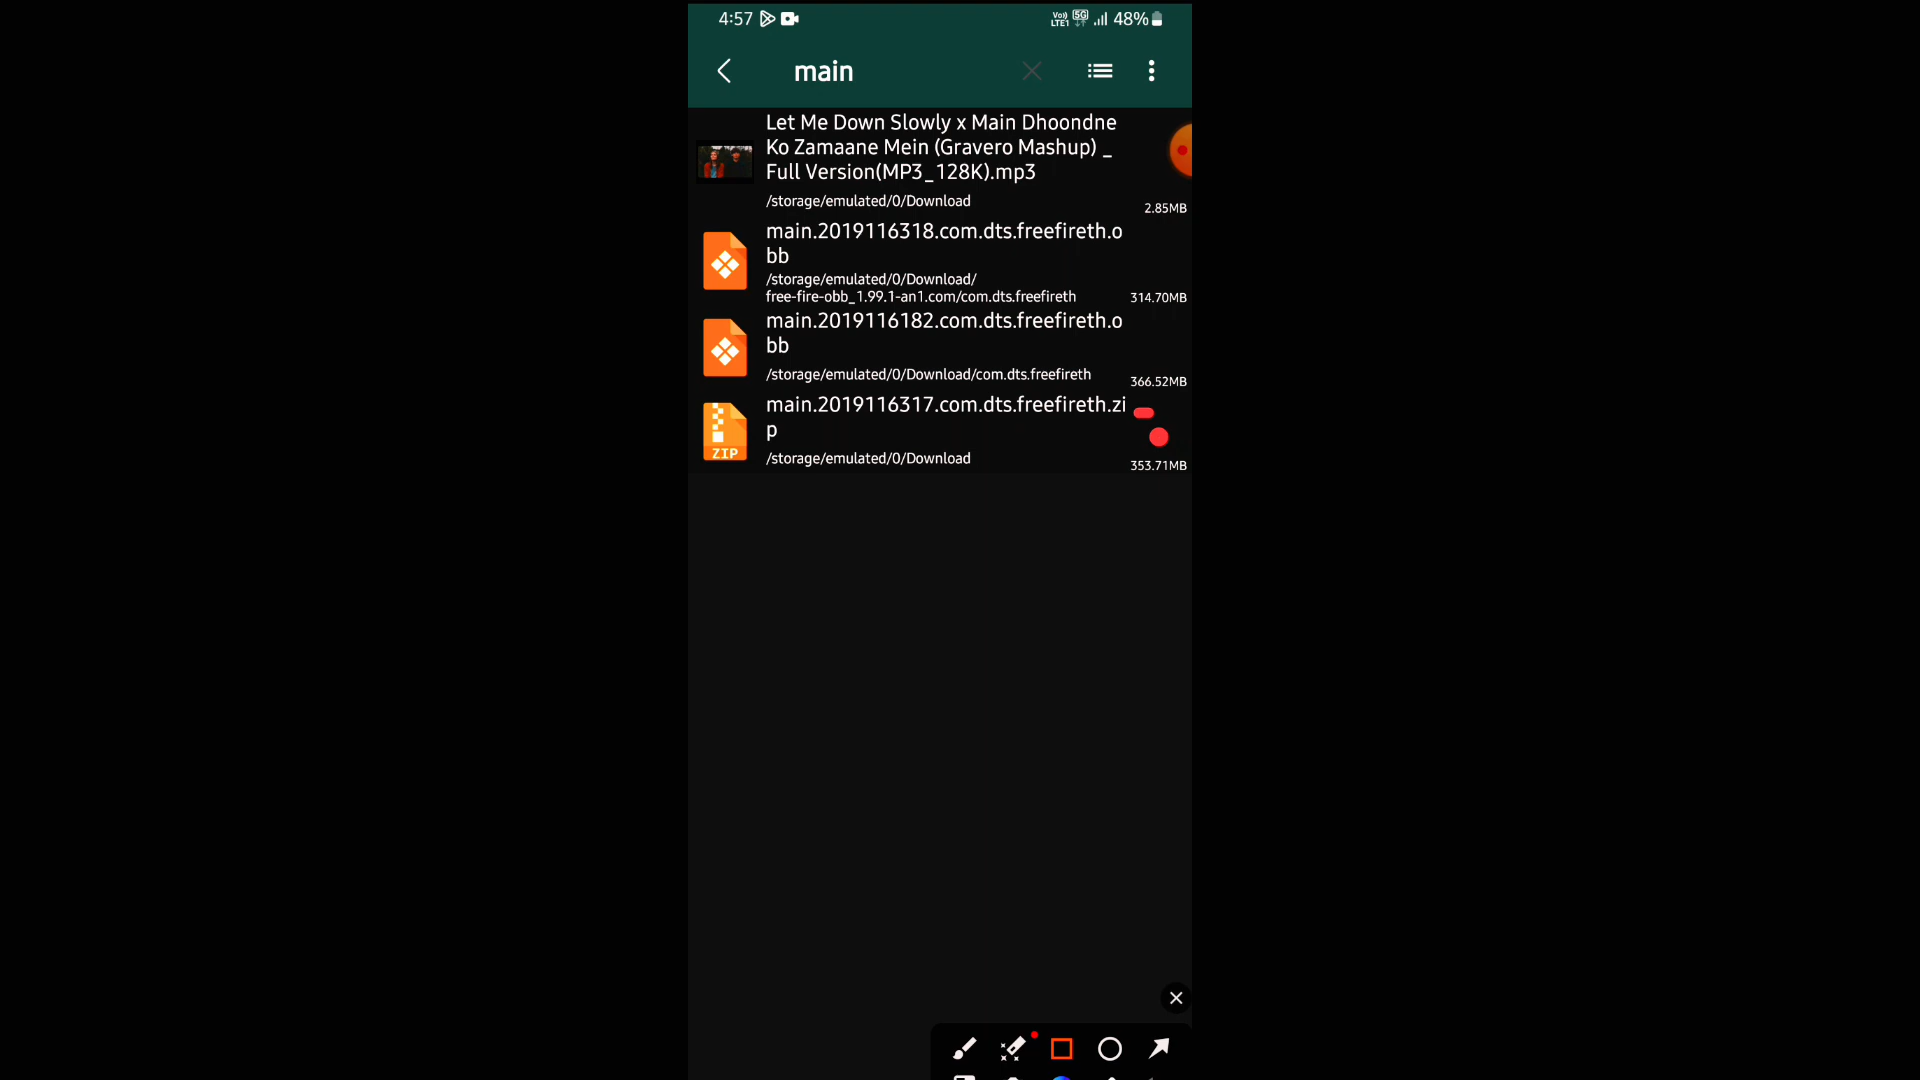 4:57 Vo)) LTE1 5G 48%
main
Let Me Down Slowly x Main Dhoondne
Ko Zamaane Mein (Gravero Mashup) _
Full Version(MP3_128K).mp3
/storage/emulated/0/Download
2.85MB
main.2019116318.com.dts.freefireth.o
bb
/storage/emulated/0/Download/
free-fire-obb_1.99.1-an1.com/com.dts.freefireth
314.70MB
main.2019116182.com.dts.freefireth.o
bb
/storage/emulated/0/Download/com.dts.freefireth
366.52MB
main.2019116317.com.dts.freefireth.zi
p
ZIP
/storage/emulated/0/Download
353.71MB